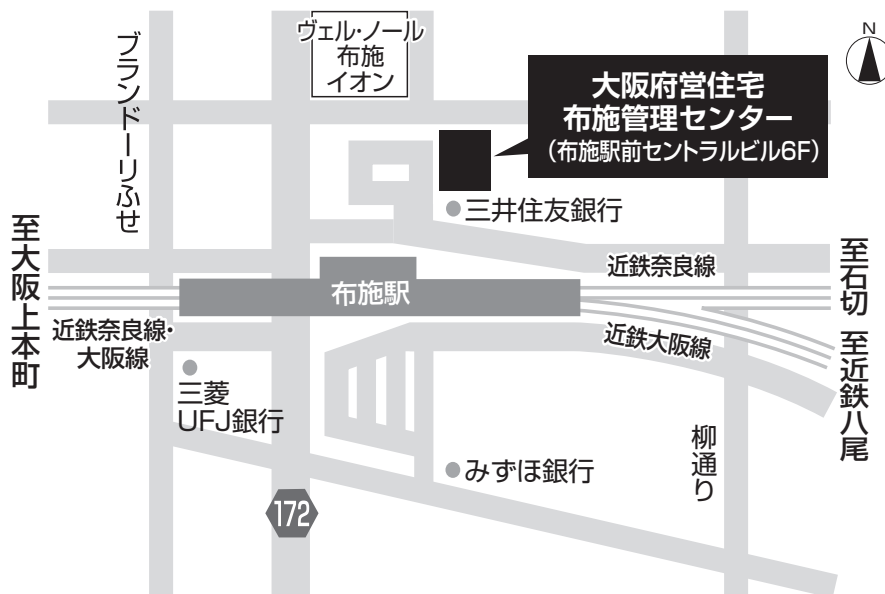 ヴェル・ノール
布施
イオン
N
ブランドーリふせ
大阪府営住宅
布施管理センター
(布施駅前セントラルビル6F)
三井住友銀行
至大阪上本町
近鉄奈良線
至石切
布施駅
近鉄奈良線・
大阪線
近鉄大阪線
至近鉄八尾
三菱
UFJ銀行
柳通り
みずほ銀行
172